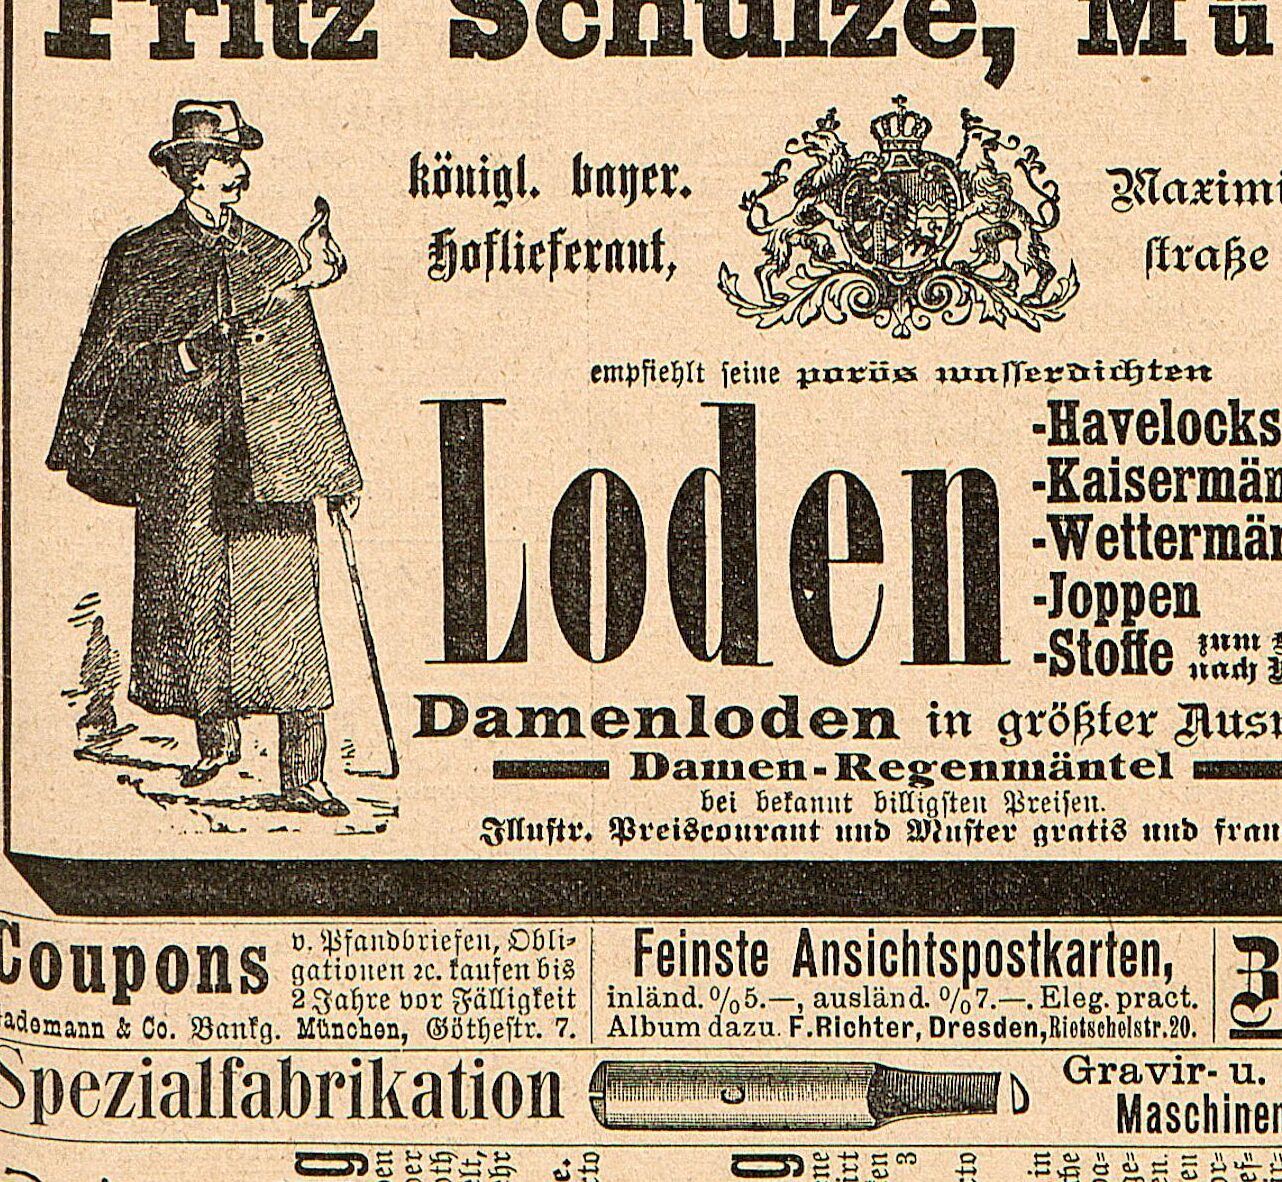 Fritz Schulze, Mü
königl. bayer.
Hoflieferant,
Maximi
straße
empfiehlt seine porös wasserdichten
Loden
-Havelocks
-Kaisermän
-Wettermän
-Joppen
-Stoffe zum
nach
Damenloden in größter Ausw
Damen-Regenmäntel
bei bekannt billigsten Preisen.
Illustr. Preiscourant und Muster gratis und fran
Coupons
v. Pfandbriefen, Obli-
gationen ꝛc. kaufen bis
2 Jahre vor Fälligkeit
ademann & Co. Bankg. München, Göthestr. 7.
Feinste Ansichtspostkarten,
inländ. % 5.—, ausländ. % 7.—. Eleg. pract.
Album dazu. F. Richter, Dresden, Rietschelstr. 20.
Spezialfabrikation
Gravir- u.
Maschinen